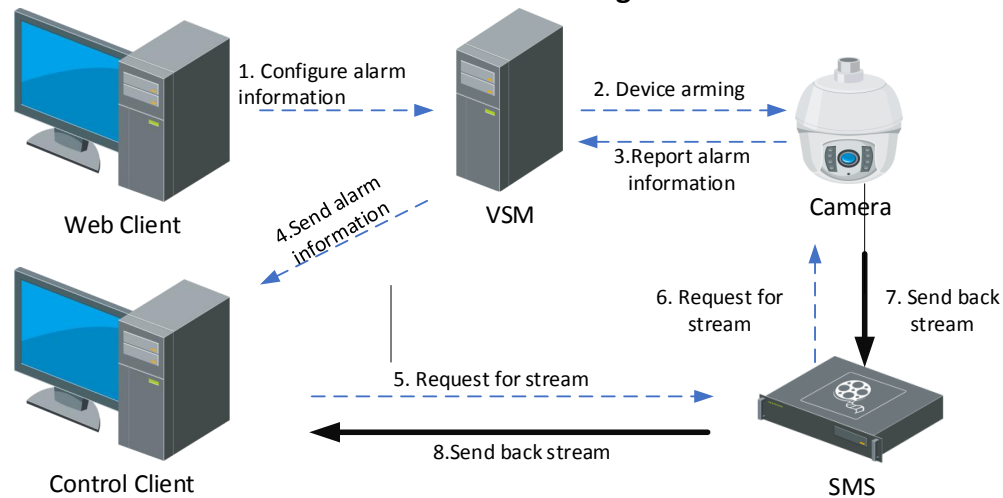 1. Configure alarm
information
2. Device arming
3.Report alarm
information
Web Client
VSM
Camera
4.Send alarm
information
6. Request for
stream
7. Send back
stream
5. Request for stream
8.Send back stream
Control Client
SMS